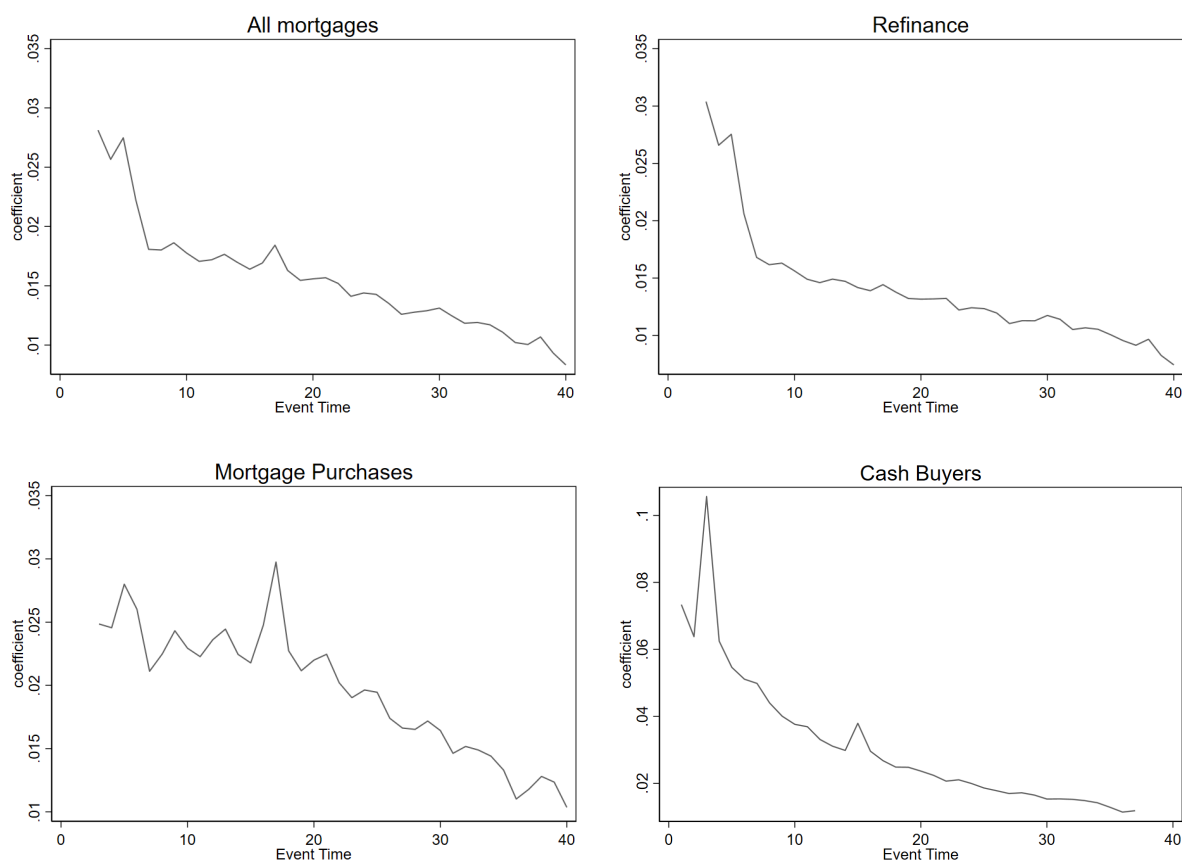 All mortgages
coefficient
.035
.03
.025
.02
.015
.01
0 10 20 30 40
Event Time
Refinance
coefficient
.035
.03
.025
.02
.015
.01
0 10 20 30 40
Event Time
Mortgage Purchases
coefficient
.035
.03
.025
.02
.015
.01
0 10 20 30 40
Event Time
Cash Buyers
coefficient
.1
.08
.06
.04
.02
0 10 20 30 40
Event Time